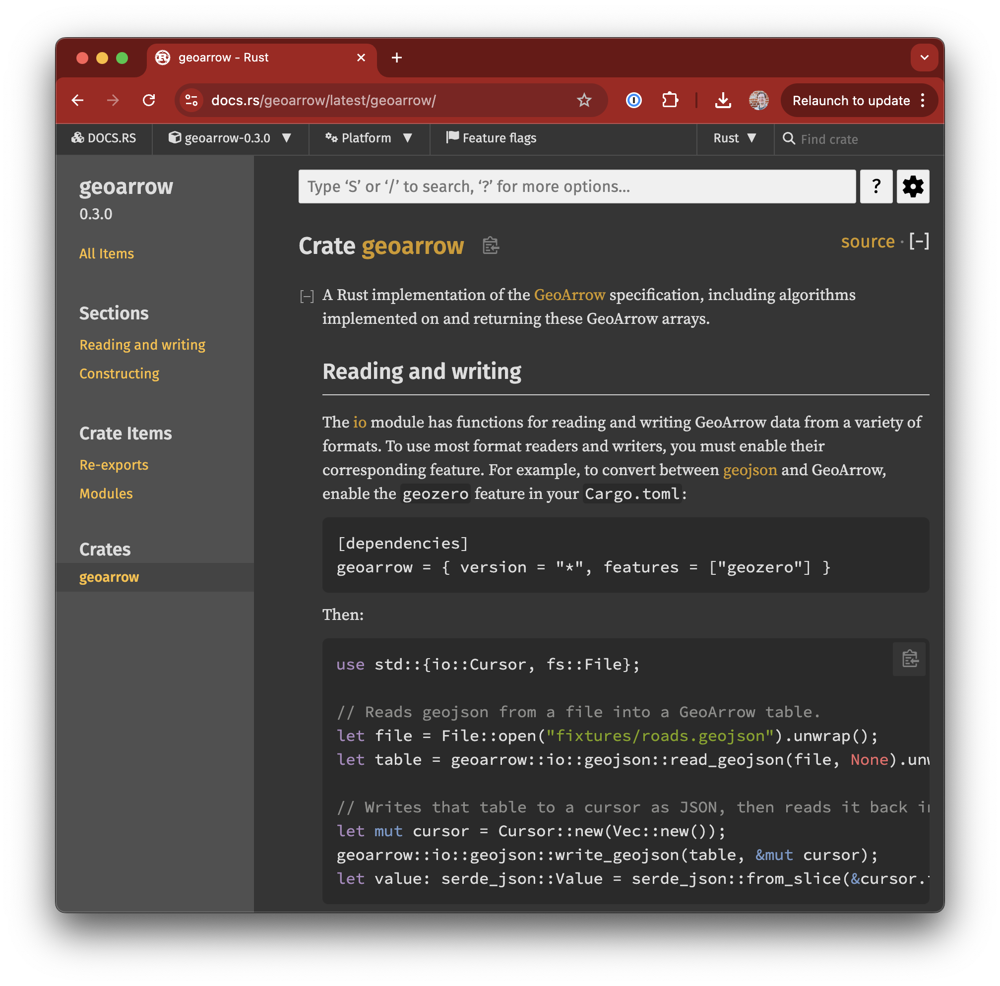 geoarrow - Rust
docs.rs/geoarrow/latest/geoarrow/
Relaunch to update
DOCS.RS
geoarrow-0.3.0
Platform
Feature flags
Rust
Find crate
geoarrow
0.3.0
All Items
Sections
Reading and writing
Constructing
Crate Items
Re-exports
Modules
Crates
geoarrow
Type ‘S’ or ‘/’ to search, ‘?’ for more options…
?
Crate geoarrow
source · [-]
[-] A Rust implementation of the GeoArrow specification, including algorithms
implemented on and returning these GeoArrow arrays.
Reading and writing
The io module has functions for reading and writing GeoArrow data from a variety of
formats. To use most format readers and writers, you must enable their
corresponding feature. For example, to convert between geojson and GeoArrow,
enable the geozero feature in your Cargo.toml:
[dependencies]
geoarrow = { version = "*", features = ["geozero"] }
Then:
use std::{io::Cursor, fs::File};
// Reads geojson from a file into a GeoArrow table.
let file = File::open("fixtures/roads.geojson").unwrap();
let table = geoarrow::io::geojson::read_geojson(file, None).unw
// Writes that table to a cursor as JSON, then reads it back in
let mut cursor = Cursor::new(Vec::new());
geoarrow::io::geojson::write_geojson(table, &mut cursor);
let value: serde_json::Value = serde_json::from_slice(&cursor.